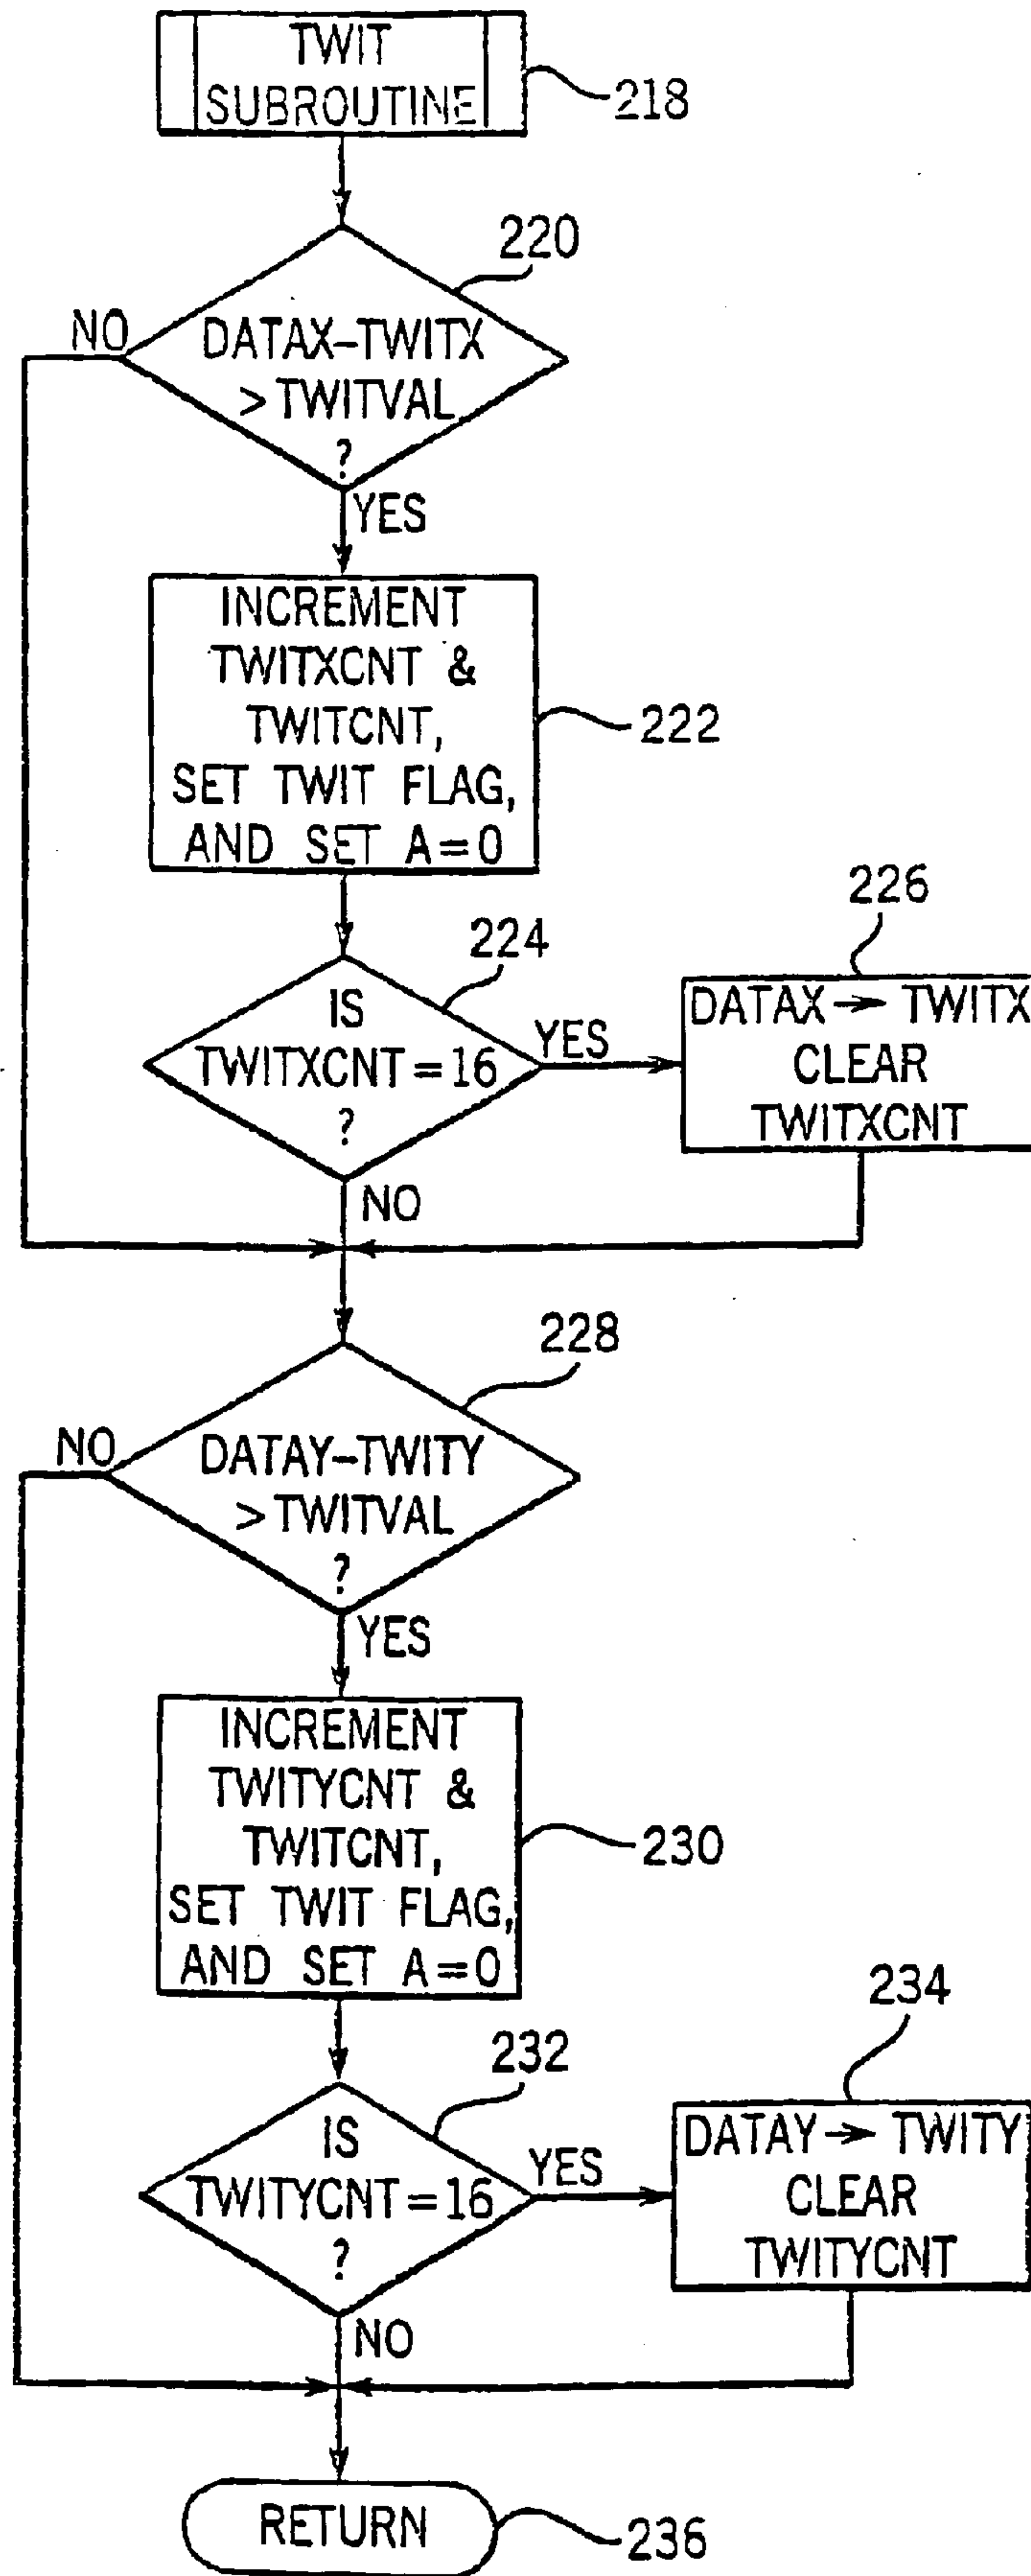 TWIT
SUBROUTINE
218
220
NO
DATAX-TWITX
> TWITVAL
?
YES
INCREMENT
TWITXCNT &
TWITCNT,
SET TWIT FLAG,
AND SET A=0
222
224
226
IS
TWITXCNT=16
?
YES
DATAX → TWITX
CLEAR
TWITXCNT
NO
228
NO
DATAY-TWITY
> TWITVAL
?
YES
INCREMENT
TWITYCNT &
TWITCNT,
SET TWIT FLAG,
AND SET A=0
230
232
234
IS
TWITYCNT=16
?
YES
DATAY → TWITY
CLEAR
TWITYCNT
NO
RETURN
236